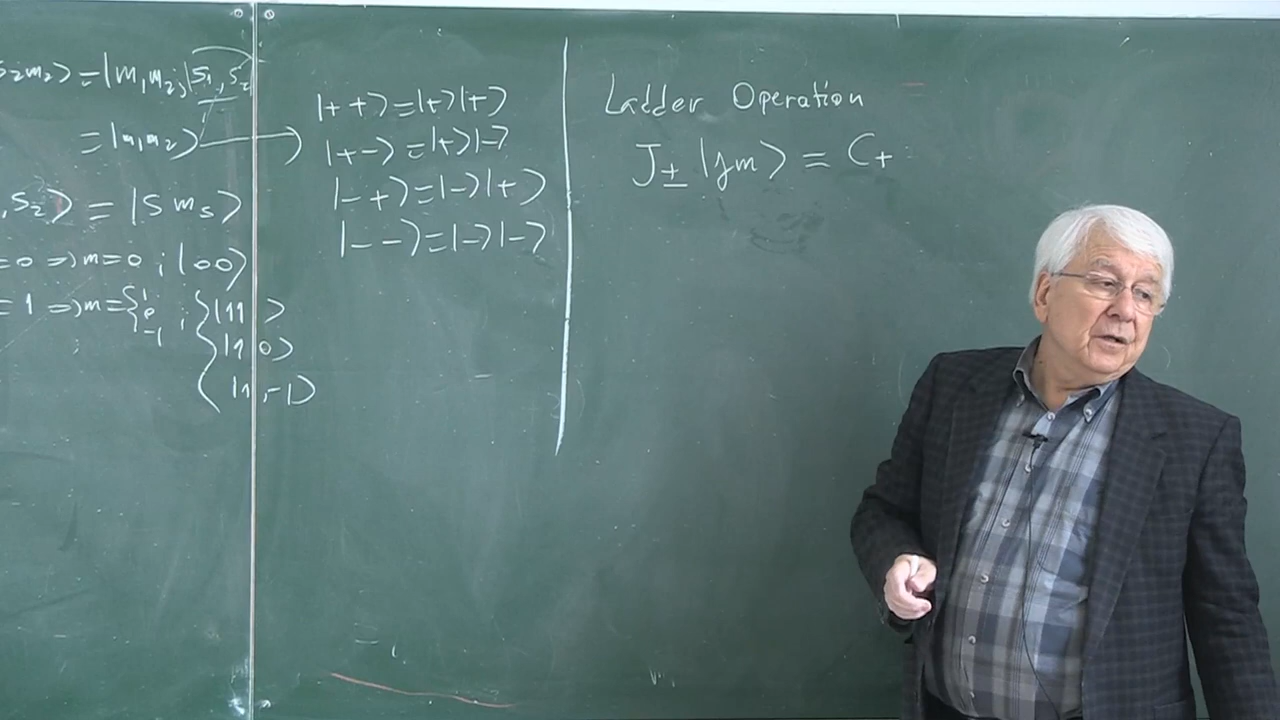 s₂m₂⟩ = |m₁m₂; s₁, s₂
= |m₁m₂⟩ ⟶
, s₂⟩ = |s mₛ⟩
=0 ⇒ m=0 ; |00⟩
= 1 ⇒ m = { 1 0 -1 ; { |11⟩
|10⟩
|1,-1⟩
|++⟩ = |+⟩|+⟩
|+-⟩ = |+⟩|-⟩
|-+⟩ = |-⟩|+⟩
|--⟩ = |-⟩|-⟩
Ladder Operation
J± |jm⟩ = C+